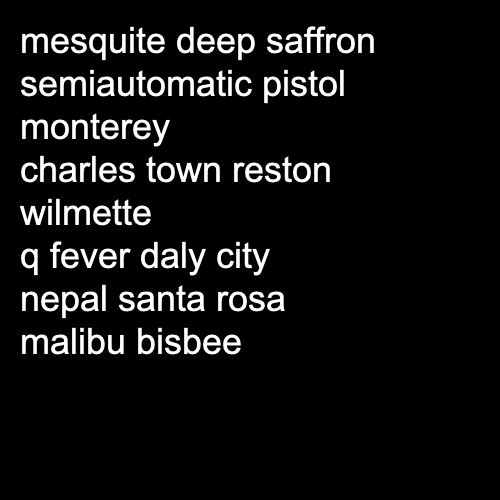 mesquite deep saffron
semiautomatic pistol
monterey
charles town reston
wilmette
q fever daly city
nepal santa rosa
malibu bisbee